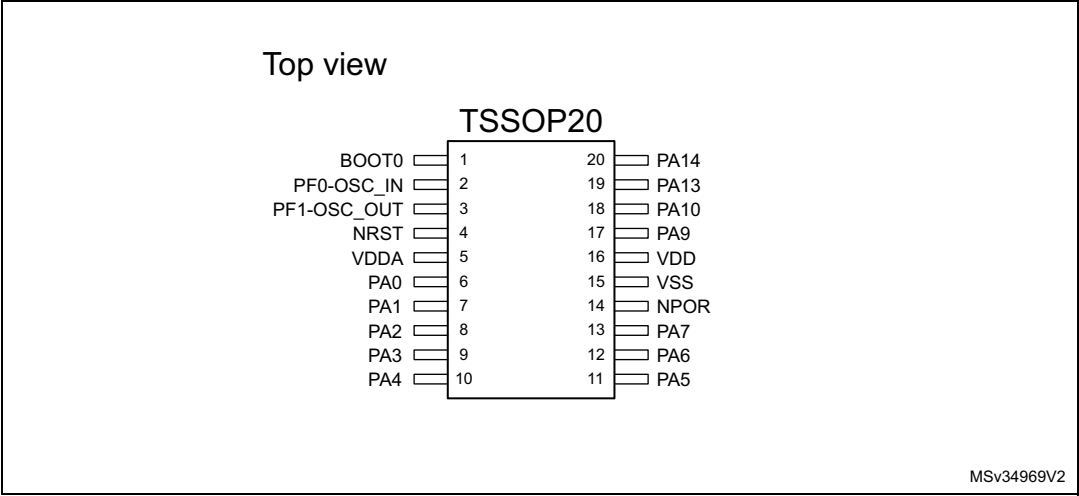 Top view
TSSOP20
BOOT0 1 20 PA14
PF0-OSC_IN 2 19 PA13
PF1-OSC_OUT 3 18 PA10
NRST 4 17 PA9
VDDA 5 16 VDD
PA0 6 15 VSS
PA1 7 14 NPOR
PA2 8 13 PA7
PA3 9 12 PA6
PA4 10 11 PA5
MSv34969V2